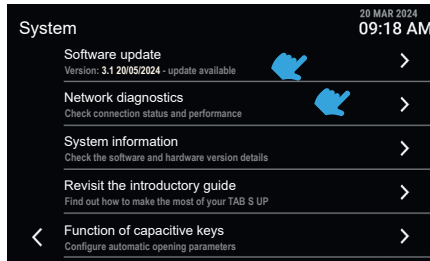 20 MAR 2024
System 09:18 AM
Software update
Version: 3.1 20/05/2024 - update available
Network diagnostics
Check connection status and performance
System information
Check the software and hardware version details
Revisit the introductory guide
Find out how to make the most of your TAB S UP
Function of capacitive keys
Configure automatic opening parameters